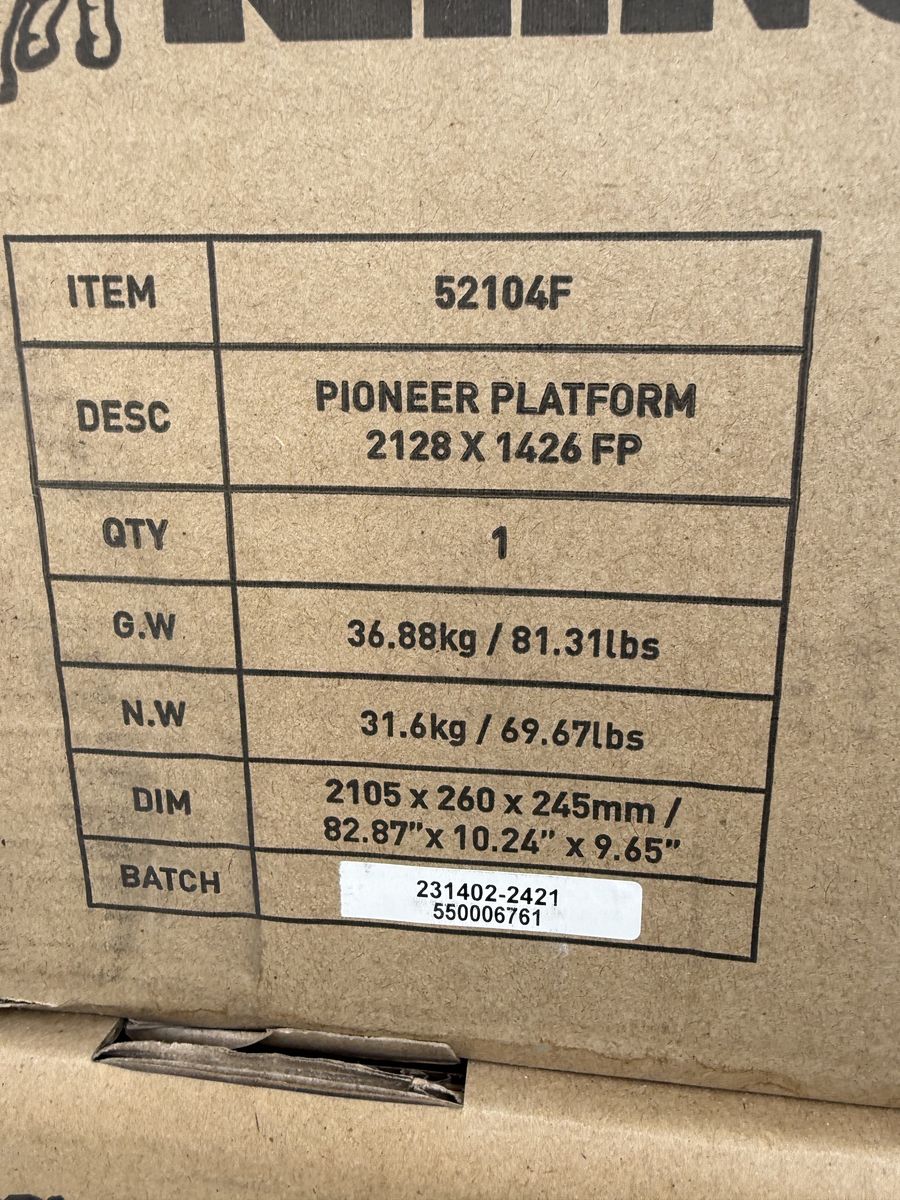 ITEM 52104F
DESC PIONEER PLATFORM
2128 X 1426 FP
QTY 1
G.W 36.88kg / 81.31lbs
N.W 31.6kg / 69.67lbs
DIM 2105 x 260 x 245mm /
82.87"x 10.24" x 9.65"
BATCH 231402-2421
550006761